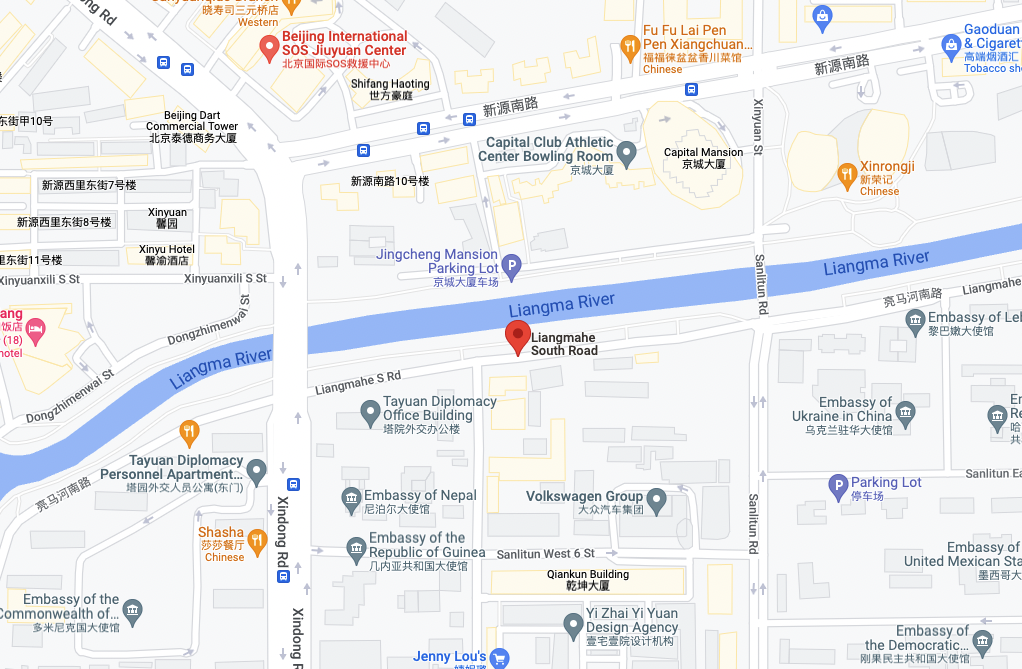 晓寿司三元桥店
Western
ng Rd
Beijing International
SOS Jiuyuan Center
北京国际SOS救援中心
Shifang Haoting
世方豪庭
Fu Fu Lai Pen
Pen Xiangchuan...
福福徕盆盆香川菜馆
Chinese
Gaoduan
& Cigaret
高端烟酒汇
Tobacco sho
新源南路
新源南路
东街甲10号
Beijing Dart
Commercial Tower
北京泰德商务大厦
Xinyuan St
Capital Club Athletic
Center Bowling Room
京城大厦
Capital Mansion
京城大厦
Xinrongji
新荣记
Chinese
新源西里东街7号楼
新源南路10号楼
新源西里东街8号楼
Xinyuan
馨园
Xinyu Hotel
馨渝酒店
里东街11号楼
Xinyuanxili S St
Xinyuanxili S St
Jingcheng Mansion
Parking Lot
京城大厦车场
Liangma River
Liangma River
Sanlitun Rd
亮马河南路
Liangmahe
Dongzhimenwai St
Liangmahe
South Road
Embassy of Leb
黎巴嫩大使馆
ang
饭店
(18)
hotel
Liangma River
Dongzhimenwai St
Liangmahe S Rd
Tayuan Diplomacy
Office Building
塔院外交办公楼
Embassy of
Ukraine in China
乌克兰驻华大使馆
Tayuan Diplomacy
Personnel Apartment...
塔园外交人员公寓(东门)
亮马河南路
Embassy of Nepal
尼泊尔大使馆
Volkswagen Group
大众汽车集团
Parking Lot
停车场
Sanlitun Ea
Xindong Rd
Sanlitun Rd
Shasha
莎莎餐厅
Chinese
Embassy of the
Republic of Guinea
几内亚共和国大使馆
Sanlitun West 6 St
Qiankun Building
乾坤大厦
Embassy of
United Mexican Sta
墨西哥大
Embassy of the
Commonwealth of...
多米尼克国大使馆
Xindong R
Yi Zhai Yi Yuan
Design Agency
壹宅壹院设计机构
Embassy of
the Democratic...
刚果民主共和国大使馆
Jenny Lou's